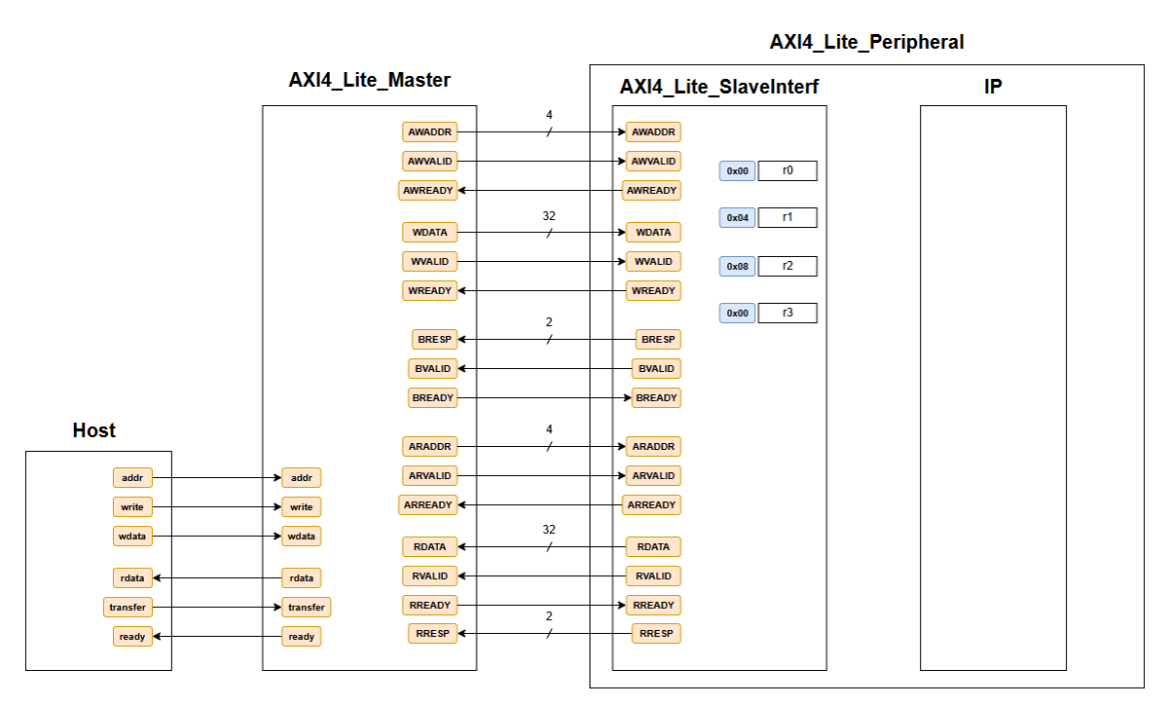 AXI4_Lite_Peripheral
AXI4_Lite_Master
AXI4_Lite_SlaveInterf
IP
AWADDR
4
AWADDR
AWVALID
AWVALID
AWREADY
AWREADY
0x00
r0
WDATA
32
WDATA
0x04
r1
WVALID
WVALID
0x08
r2
WREADY
WREADY
0x00
r3
BRESP
2
BRESP
BVALID
BVALID
BREADY
BREADY
Host
ARADDR
4
ARADDR
addr
addr
ARVALID
ARVALID
write
write
ARREADY
ARREADY
wdata
wdata
RDATA
32
RDATA
rdata
rdata
RVALID
RVALID
transfer
transfer
RREADY
RREADY
ready
ready
RRESP
2
RRESP